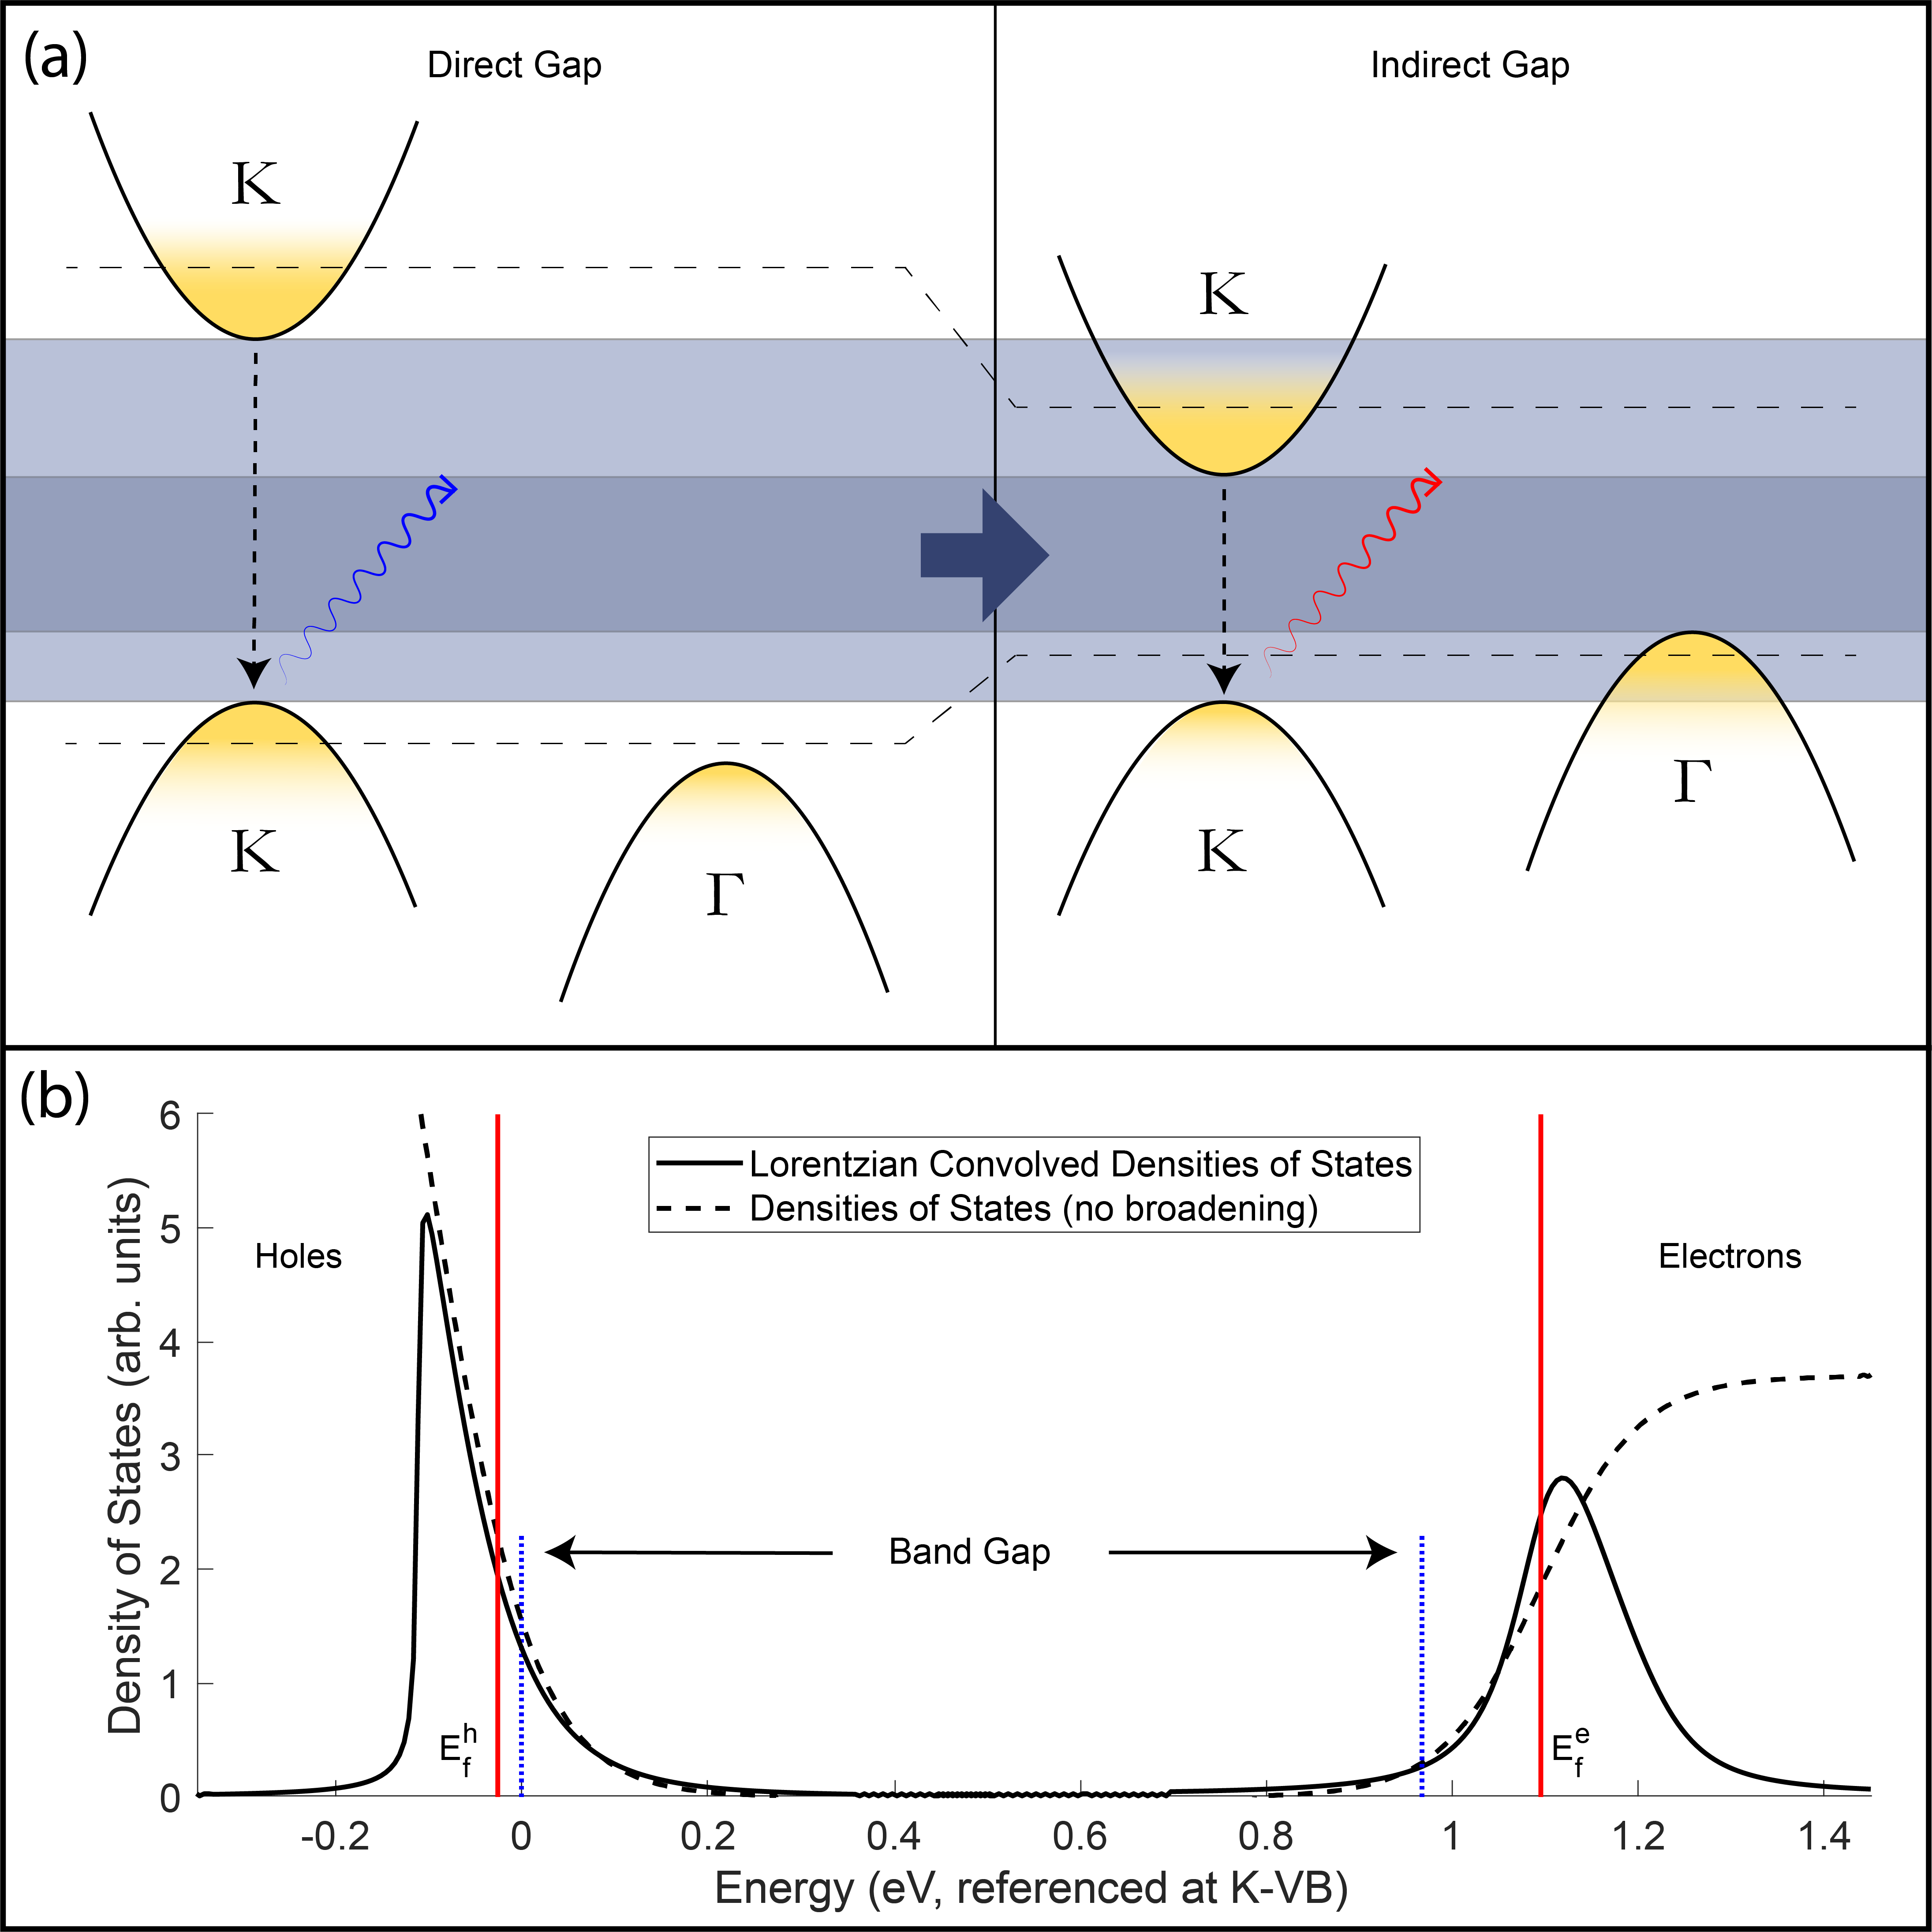 (a)
Direct Gap
Indirect Gap
K
K
K
Γ
K
Γ
(b)
6
5
4
3
2
1
0
Density of States (arb. units)
Lorentzian Convolved Densities of States
Densities of States (no broadening)
Holes
Electrons
Band Gap
E_f^h
E_f^e
-0.2 0 0.2 0.4 0.6 0.8 1 1.2 1.4
Energy (eV, referenced at K-VB)